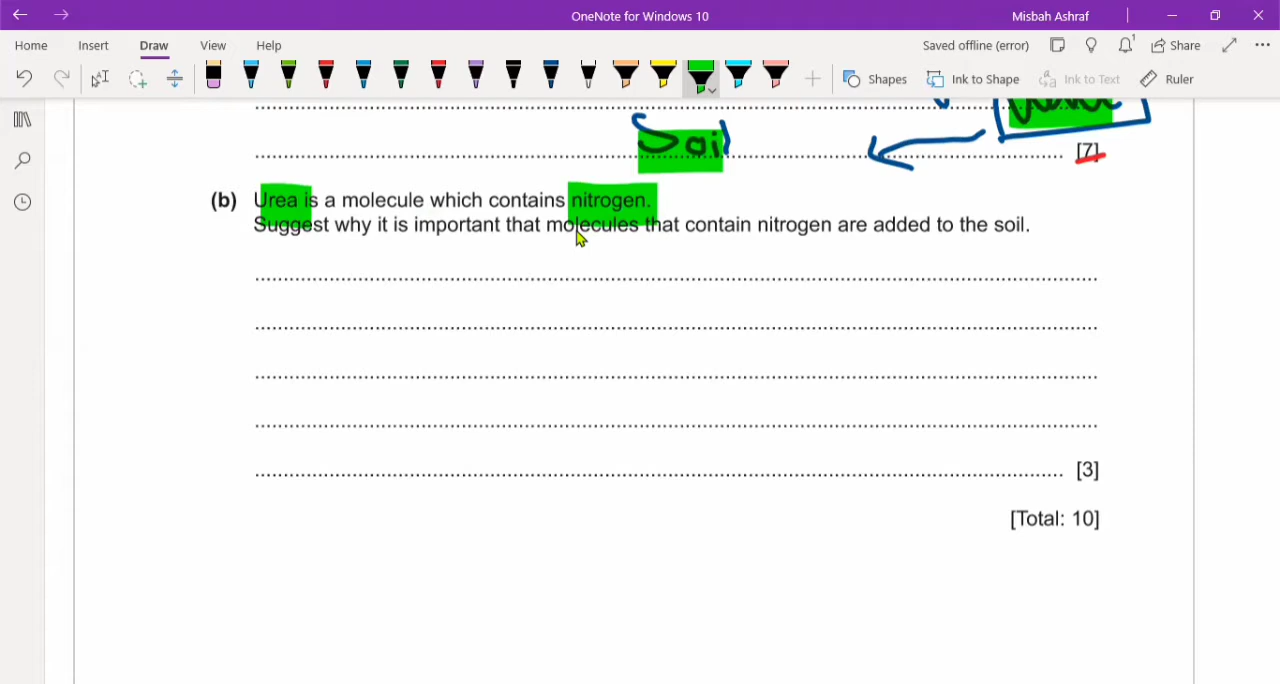 OneNote for Windows 10
Misbah Ashraf
Home Insert Draw View Help
Saved offline (error) Share
Shapes Ink to Shape Ink to Text Ruler
Soil
[7]
(b) Urea is a molecule which contains nitrogen.
Suggest why it is important that molecules that contain nitrogen are added to the soil.
[3]
[Total: 10]